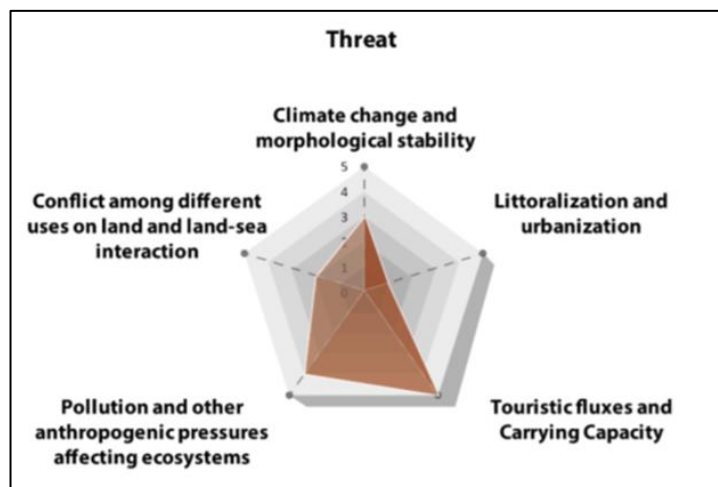 Threat
Climate change and
morphological stability
5
4
3
1
0
Conflict among different
uses on land and land-sea
interaction
Littoralization and
urbanization
Pollution and other
anthropogenic pressures
affecting ecosystems
Touristic fluxes and
Carrying Capacity